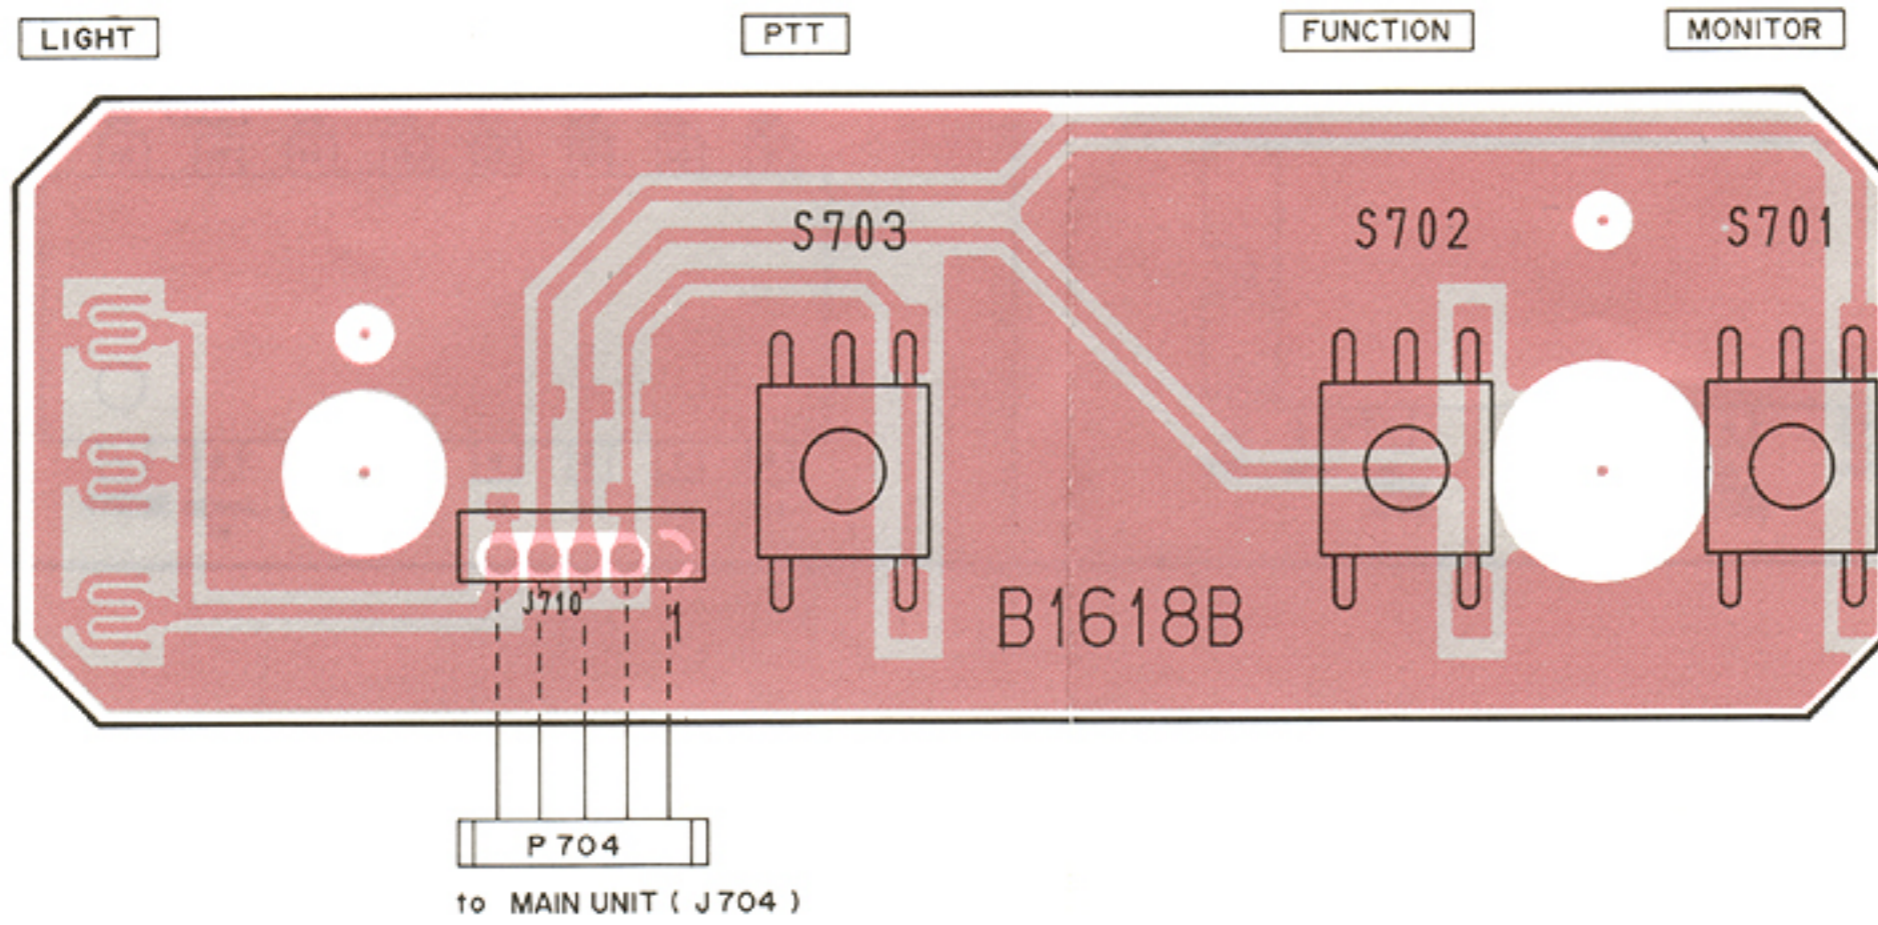 LIGHT
PTT
FUNCTION
MONITOR
S703
S702
S701
J710
1
B1618B
P704
to MAIN UNIT ( J704 )